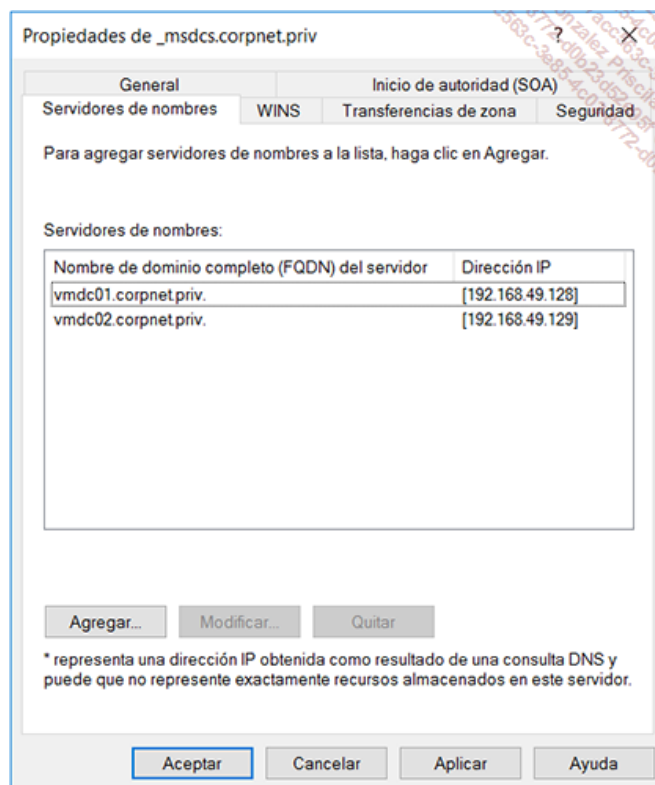 Propiedades de _msdcs.corpnet.priv ? X
General Inicio de autoridad (SOA)
Servidores de nombres WINS Transferencias de zona Seguridad
Para agregar servidores de nombres a la lista, haga clic en Agregar.
Servidores de nombres:
Nombre de dominio completo (FQDN) del servidor Dirección IP
vmdc01.corpnet.priv. [192.168.49.128]
vmdc02.corpnet.priv. [192.168.49.129]
Agregar... Modificar... Quitar
* representa una dirección IP obtenida como resultado de una consulta DNS y
puede que no represente exactamente recursos almacenados en este servidor.
Aceptar Cancelar Aplicar Ayuda